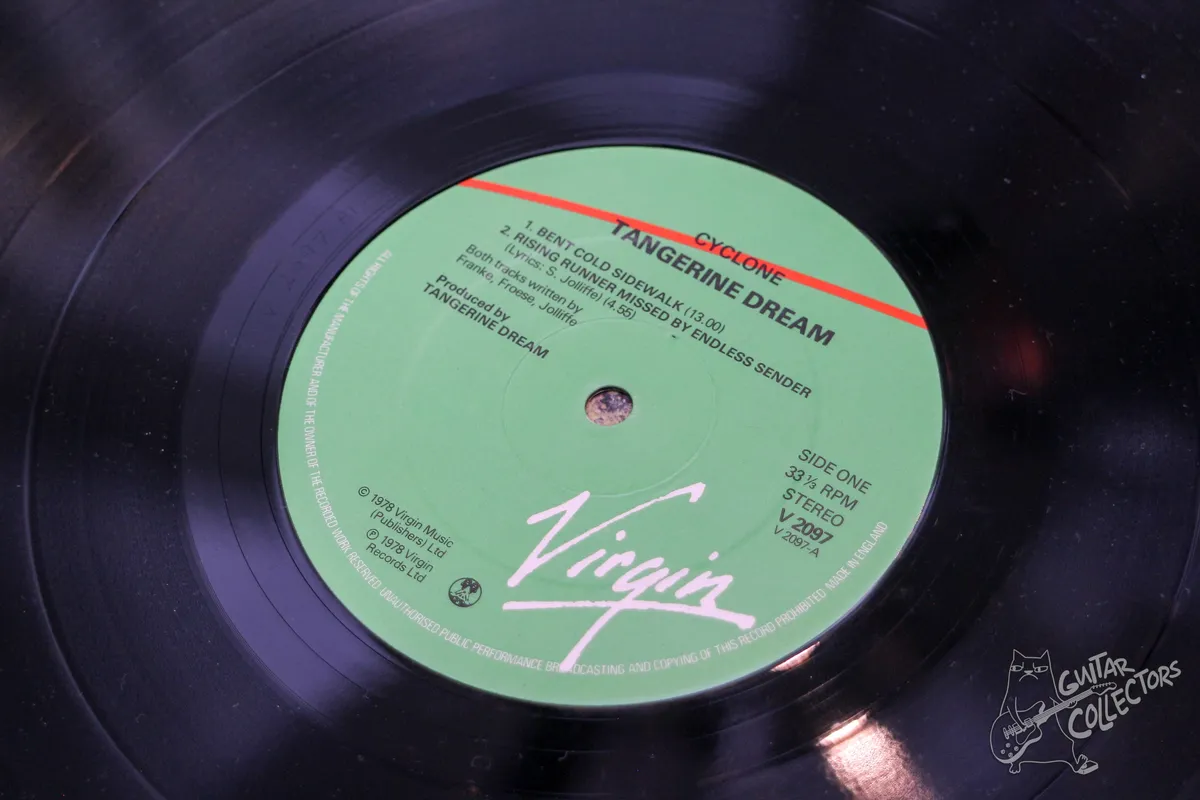 CYCLONE
TANGERINE DREAM
1. BENT COLD SIDEWALK (13.00)
2. RISING RUNNER MISSED BY ENDLESS SENDER
(Lyrics: S. Jolliffe) (4.55)
Both tracks written by
Franke, Froese, Jolliffe
Produced by
TANGERINE DREAM
SIDE ONE
33⅓ RPM
STEREO
V 2097
V 2097-A
© 1978 Virgin Music
(Publishers) Ltd
℗ 1978 Virgin
Records Ltd
Virgin
ALL RIGHTS OF THE MANUFACTURER AND OF THE OWNER OF THE RECORDED WORK RESERVED. UNAUTHORISED PUBLIC PERFORMANCE BROADCASTING AND COPYING OF THIS RECORD PROHIBITED MADE IN ENGLAND
GUITAR
COLLECTORS